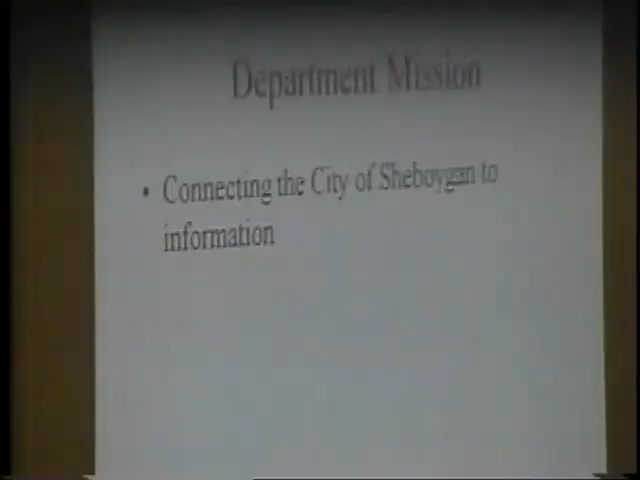 Department Mission
• Connecting the City of Sheboygan to
information